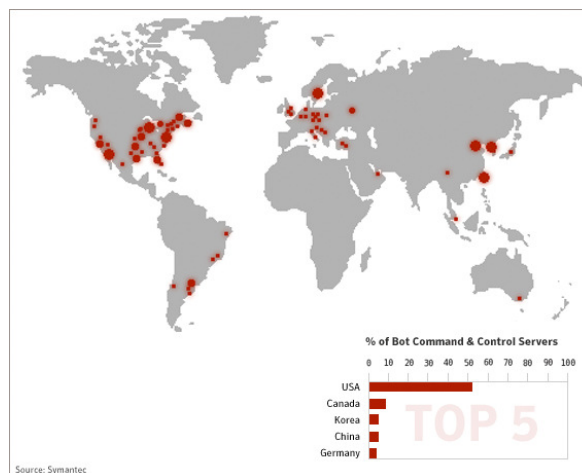 % of Bot Command & Control Servers
0 10 20 30 40 50 60 70 80 90 100
USA
Canada
Korea
China
Germany
TOP 5
Source: Symantec